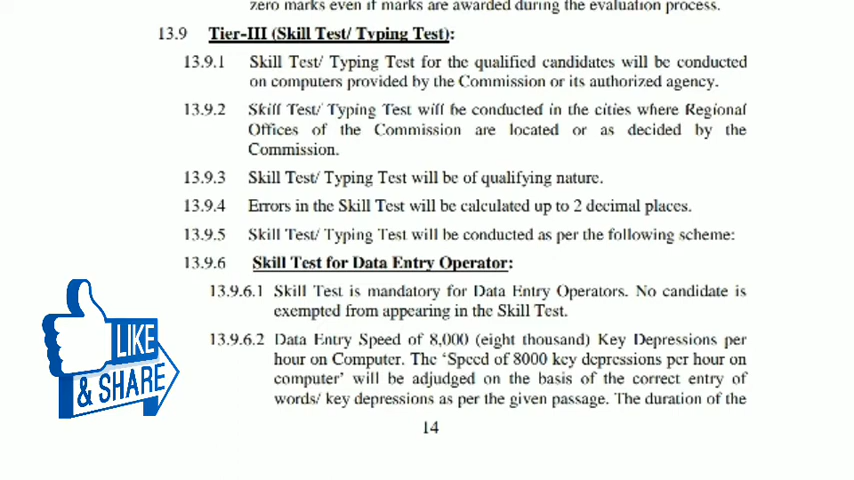 zero marks even if marks are awarded during the evaluation process.
13.9 Tier-III (Skill Test/ Typing Test):
13.9.1 Skill Test/ Typing Test for the qualified candidates will be conducted
on computers provided by the Commission or its authorized agency.
13.9.2 Skill Test/ Typing Test will be conducted in the cities where Regional
Offices of the Commission are located or as decided by the
Commission.
13.9.3 Skill Test/ Typing Test will be of qualifying nature.
13.9.4 Errors in the Skill Test will be calculated up to 2 decimal places.
13.9.5 Skill Test/ Typing Test will be conducted as per the following scheme:
13.9.6 Skill Test for Data Entry Operator:
13.9.6.1 Skill Test is mandatory for Data Entry Operators. No candidate is
exempted from appearing in the Skill Test.
13.9.6.2 Data Entry Speed of 8,000 (eight thousand) Key Depressions per
hour on Computer. The ‘Speed of 8000 key depressions per hour on
computer’ will be adjudged on the basis of the correct entry of
words/ key depressions as per the given passage. The duration of the
14
LIKE
& SHARE